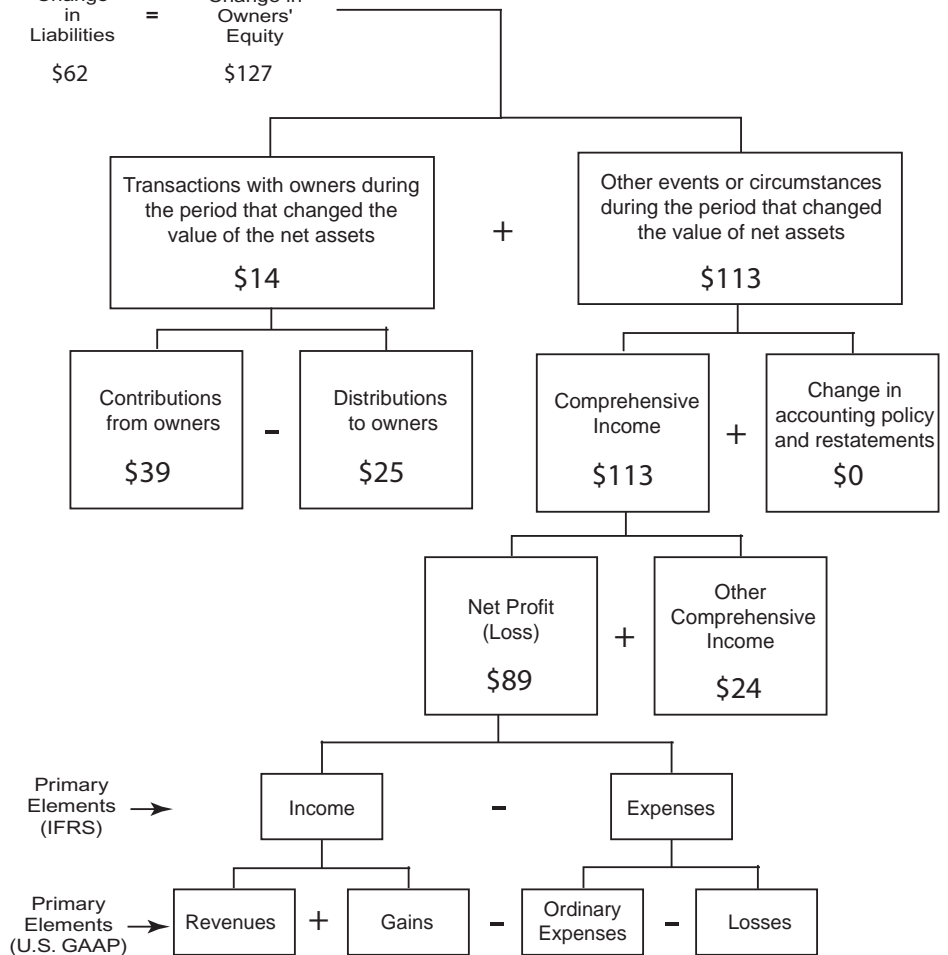 in
Liabilities
=
Owners'
Equity
$62
$127
Transactions with owners during
the period that changed the
value of the net assets
$14
+
Other events or circumstances
during the period that changed
the value of net assets
$113
Contributions
from owners
$39
-
Distributions
to owners
$25
Comprehensive
Income
$113
+
Change in
accounting policy
and restatements
$0
Net Profit
(Loss)
$89
+
Other
Comprehensive
Income
$24
Primary
Elements
(IFRS)
Income
-
Expenses
Primary
Elements
(U.S. GAAP)
Revenues
+
Gains
-
Ordinary
Expenses
-
Losses